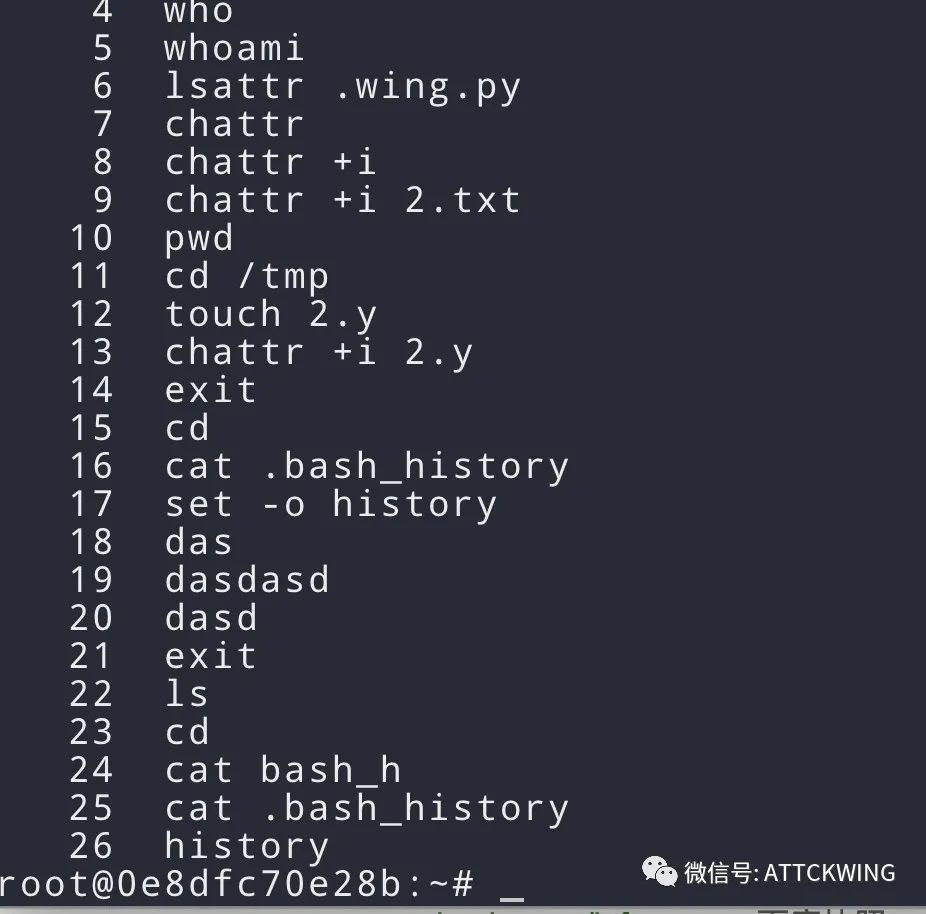 4 who
5 whoami
6 lsattr .wing.py
7 chattr
8 chattr +i
9 chattr +i 2.txt
10 pwd
11 cd /tmp
12 touch 2.y
13 chattr +i 2.y
14 exit
15 cd
16 cat .bash_history
17 set -o history
18 das
19 dasdasd
20 dasd
21 exit
22 ls
23 cd
24 cat bash_h
25 cat .bash_history
26 history
root@0e8dfc70e28b:~# _
微信号: ATTCKWING